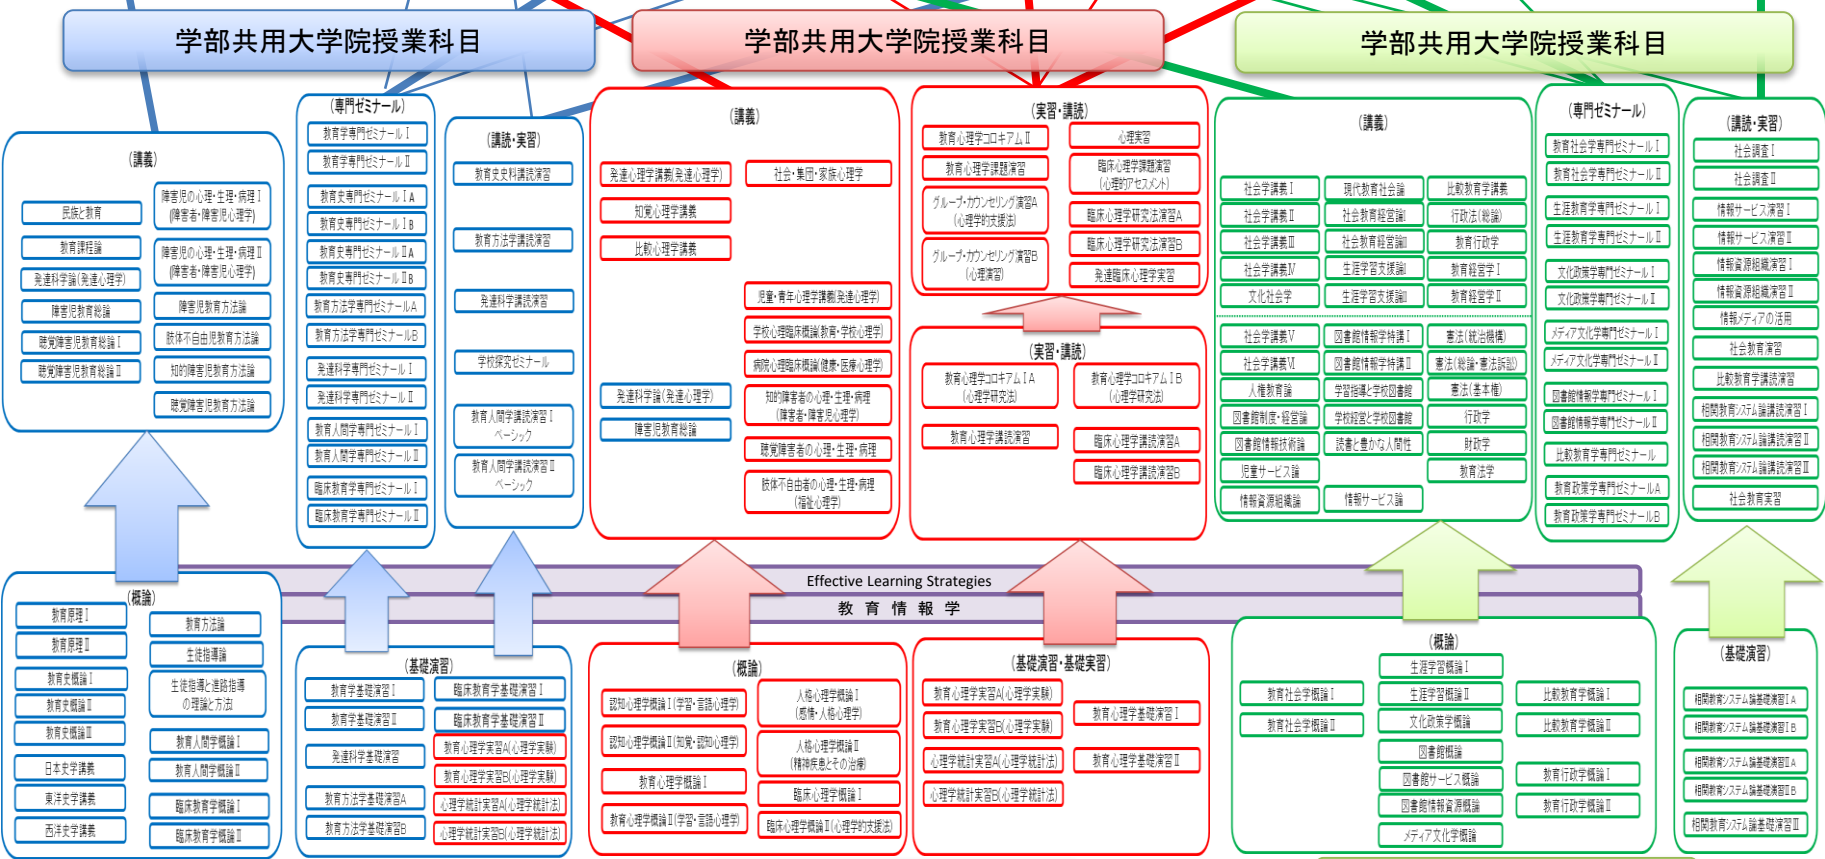 学部共用大学院授業科目
学部共用大学院授業科目
学部共用大学院授業科目
(講義)
民族と教育
教育課程論
発達科学論(発達心理学)
障害児教育総論
聴覚障害児教育総論Ⅰ
聴覚障害児教育総論Ⅱ
障害児の心理・生理・病理Ⅰ
(障害者・障害児心理学)
障害児の心理・生理・病理Ⅱ
(障害者・障害児心理学)
障害児教育方法論
肢体不自由児教育方法論
知的障害児教育方法論
聴覚障害児教育方法論
(専門ゼミナール)
教育学専門ゼミナールⅠ
教育学専門ゼミナールⅡ
教育史専門ゼミナールⅠA
教育史専門ゼミナールⅠB
教育史専門ゼミナールⅡA
教育史専門ゼミナールⅡB
教育方法学専門ゼミナールA
教育方法学専門ゼミナールB
発達科学専門ゼミナールⅠ
発達科学専門ゼミナールⅡ
教育人間学専門ゼミナールⅠ
教育人間学専門ゼミナールⅡ
臨床教育学専門ゼミナールⅠ
臨床教育学専門ゼミナールⅡ
(講読・実習)
教育史史料講読演習
教育方法学講読演習
発達科学講読演習
学校探究ゼミナール
教育人間学講読演習Ⅰ
ベーシック
教育人間学講読演習Ⅱ
ベーシック
(講義)
発達心理学講義(発達心理学)
知覚心理学講義
比較心理学講義
発達科学論(発達心理学)
障害児教育総論
社会・集団・家族心理学
児童・青年心理学講義(発達心理学)
学校心理臨床概論(教育・学校心理学)
病院心理臨床概論(健康・医療心理学)
知的障害者の心理・生理・病理
(障害者・障害児心理学)
聴覚障害者の心理・生理・病理
肢体不自由者の心理・生理・病理
(福祉心理学)
(実習・講読)
教育心理学コロキアムⅡ
教育心理学課題演習
グループ・カウンセリング演習A
(心理学的支援法)
グループ・カウンセリング演習B
(心理演習)
心理実習
臨床心理学課題演習
(心理的アセスメント)
臨床心理学研究法演習A
臨床心理学研究法演習B
発達臨床心理学実習
(実習・講読)
教育心理学コロキアムⅠA
(心理学研究法)
教育心理学講読演習
教育心理学コロキアムⅠB
(心理学研究法)
臨床心理学講読演習A
臨床心理学講読演習B
(講義)
社会学講義Ⅰ
社会学講義Ⅱ
社会学講義Ⅲ
社会学講義Ⅳ
文化社会学
現代教育社会論
社会教育経営論Ⅰ
社会教育経営論Ⅱ
生涯学習支援論Ⅰ
生涯学習支援論Ⅱ
比較教育学講義
行政法(総論)
教育行政学
教育経営学Ⅰ
教育経営学Ⅱ
社会学講義Ⅴ
社会学講義Ⅵ
人権教育論
図書館制度・経営論
図書館情報技術論
児童サービス論
情報資源組織論
図書館情報学特講Ⅰ
図書館情報学特講Ⅱ
学習指導と学校図書館
学校経営と学校図書館
読書と豊かな人間性
情報サービス論
憲法(統治機構)
憲法(総論・憲法訴訟)
憲法(基本権)
行政学
財政学
教育法学
(専門ゼミナール)
教育社会学専門ゼミナールⅠ
教育社会学専門ゼミナールⅡ
生涯教育学専門ゼミナールⅠ
生涯教育学専門ゼミナールⅡ
文化政策学専門ゼミナールⅠ
文化政策学専門ゼミナールⅡ
メディア文化学専門ゼミナールⅠ
メディア文化学専門ゼミナールⅡ
図書館情報学専門ゼミナールⅠ
図書館情報学専門ゼミナールⅡ
比較教育学専門ゼミナール
教育政策学専門ゼミナールA
教育政策学専門ゼミナールB
(講読・実習)
社会調査Ⅰ
社会調査Ⅱ
情報サービス演習Ⅰ
情報サービス演習Ⅱ
情報資源組織演習Ⅰ
情報資源組織演習Ⅱ
情報メディアの活用
社会教育演習
比較教育学講読演習
相関教育システム論講読演習Ⅰ
相関教育システム論講読演習Ⅱ
相関教育システム論講読演習Ⅲ
社会教育実習
Effective Learning Strategies
教育情報学
(概論)
教育原理Ⅰ
教育原理Ⅱ
教育史概論Ⅰ
教育史概論Ⅱ
教育史概論Ⅲ
日本史学講義
東洋史学講義
西洋史学講義
教育方法論
生徒指導論
生徒指導と進路指導
の理論と方法Ⅰ
教育人間学概論Ⅰ
教育人間学概論Ⅱ
臨床教育学概論Ⅰ
臨床教育学概論Ⅱ
(基礎演習)
教育学基礎演習Ⅰ
教育学基礎演習Ⅱ
発達科学基礎演習
教育方法学基礎演習A
教育方法学基礎演習B
臨床教育学基礎演習Ⅰ
臨床教育学基礎演習Ⅱ
教育心理学実習A(心理学実験)
教育心理学実習B(心理学実験)
心理学統計実習A(心理学統計法)
心理学統計実習B(心理学統計法)
(概論)
認知心理学概論Ⅰ(学習・言語心理学)
認知心理学概論Ⅱ(知覚・認知心理学)
教育心理学概論Ⅰ
教育心理学概論Ⅱ(学習・言語心理学)
人格心理学概論Ⅰ
(感情・人格心理学)
人格心理学概論Ⅱ
(精神疾患とその治療)
臨床心理学概論Ⅰ
臨床心理学概論Ⅱ(心理学的支援法)
(基礎演習・基礎実習)
教育心理学実習A(心理学実験)
教育心理学実習B(心理学実験)
心理学統計実習A(心理学統計法)
心理学統計実習B(心理学統計法)
教育心理学基礎演習Ⅰ
教育心理学基礎演習Ⅱ
(概論)
教育社会学概論Ⅰ
教育社会学概論Ⅱ
生涯学習概論Ⅰ
生涯学習概論Ⅱ
文化政策学概論
図書館概論
図書館サービス概論
図書館情報資源概論
メディア文化学概論
比較教育学概論Ⅰ
比較教育学概論Ⅱ
教育行政学概論Ⅰ
教育行政学概論Ⅱ
(基礎演習)
相関教育システム論基礎演習ⅠA
相関教育システム論基礎演習ⅠB
相関教育システム論基礎演習ⅡA
相関教育システム論基礎演習ⅡB
相関教育システム論基礎演習Ⅲ